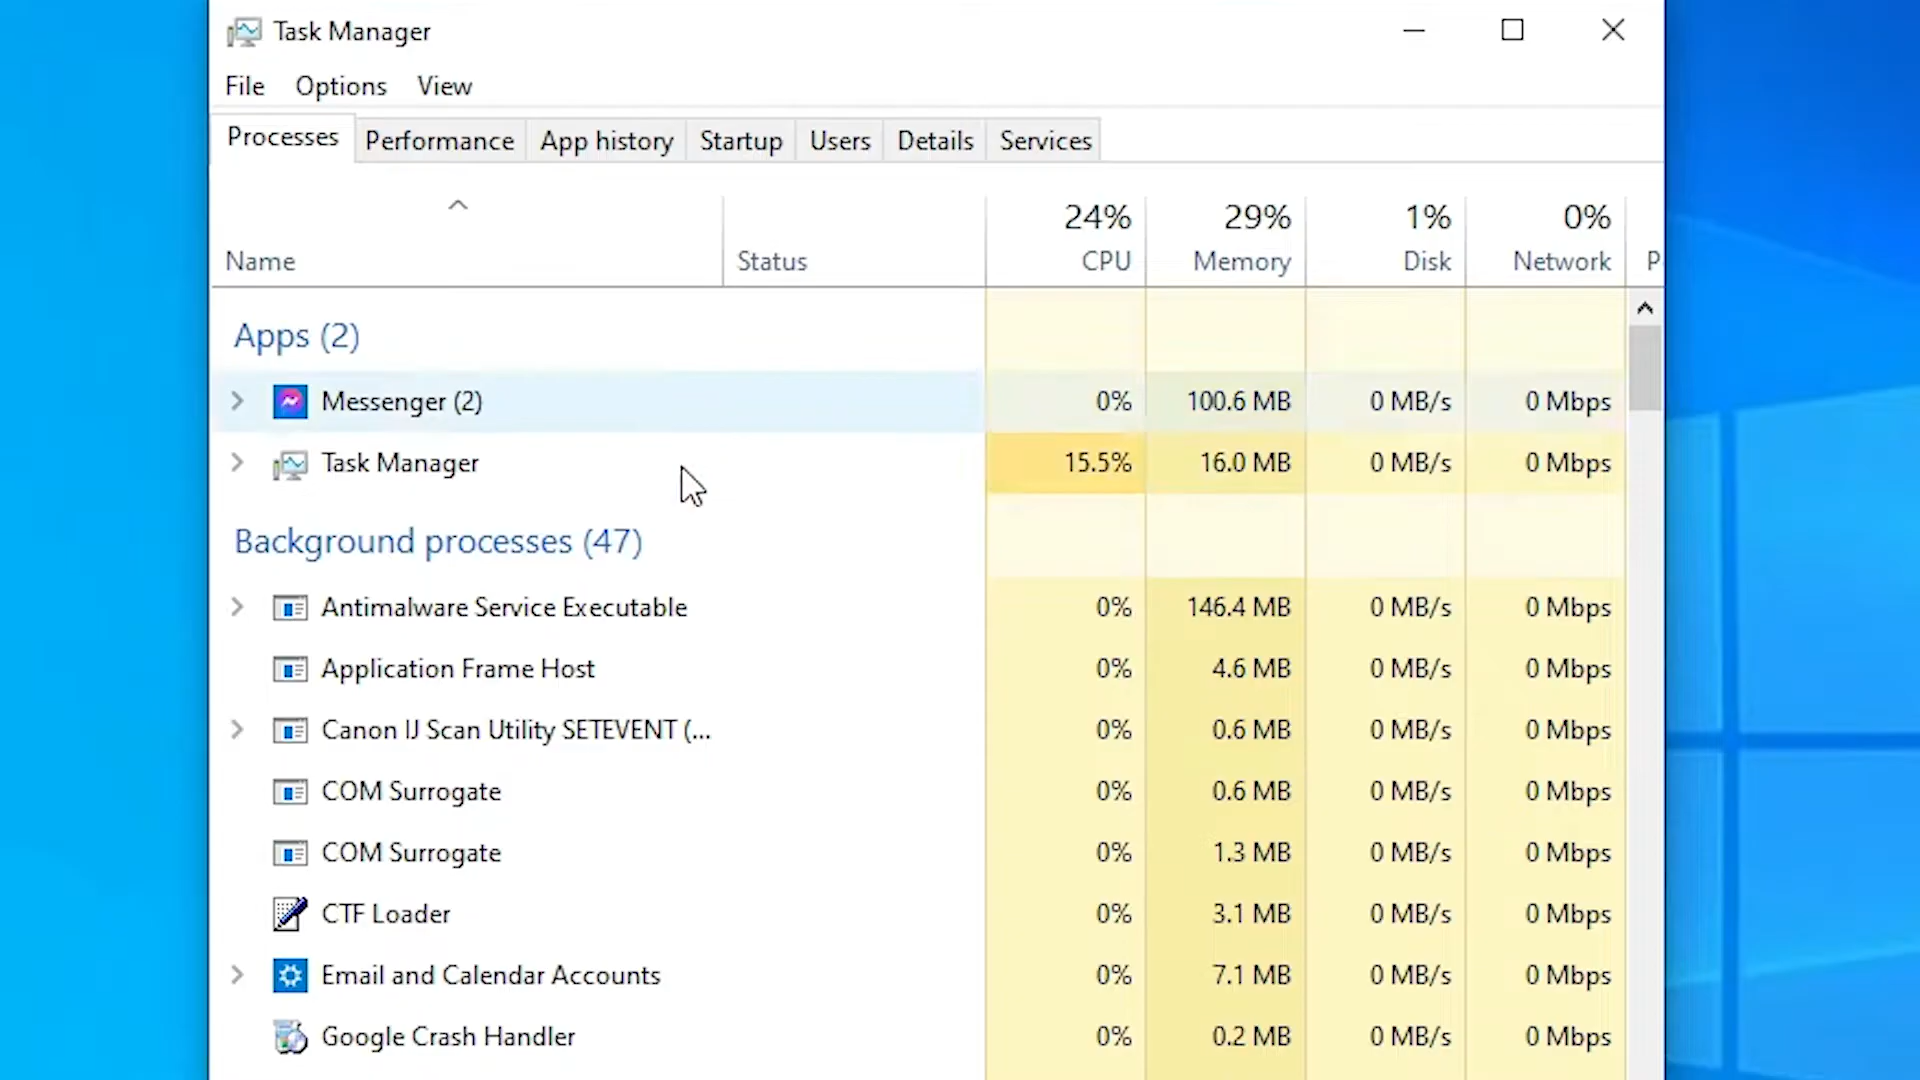 Task Manager
File Options View
Processes Performance App history Startup Users Details Services
24% 29% 1% 0%
Name Status CPU Memory Disk Network P
Apps (2)
Messenger (2) 0% 100.6 MB 0 MB/s 0 Mbps
Task Manager 15.5% 16.0 MB 0 MB/s 0 Mbps
Background processes (47)
Antimalware Service Executable 0% 146.4 MB 0 MB/s 0 Mbps
Application Frame Host 0% 4.6 MB 0 MB/s 0 Mbps
Canon IJ Scan Utility SETEVENT (... 0% 0.6 MB 0 MB/s 0 Mbps
COM Surrogate 0% 0.6 MB 0 MB/s 0 Mbps
COM Surrogate 0% 1.3 MB 0 MB/s 0 Mbps
CTF Loader 0% 3.1 MB 0 MB/s 0 Mbps
Email and Calendar Accounts 0% 7.1 MB 0 MB/s 0 Mbps
Google Crash Handler 0% 0.2 MB 0 MB/s 0 Mbps